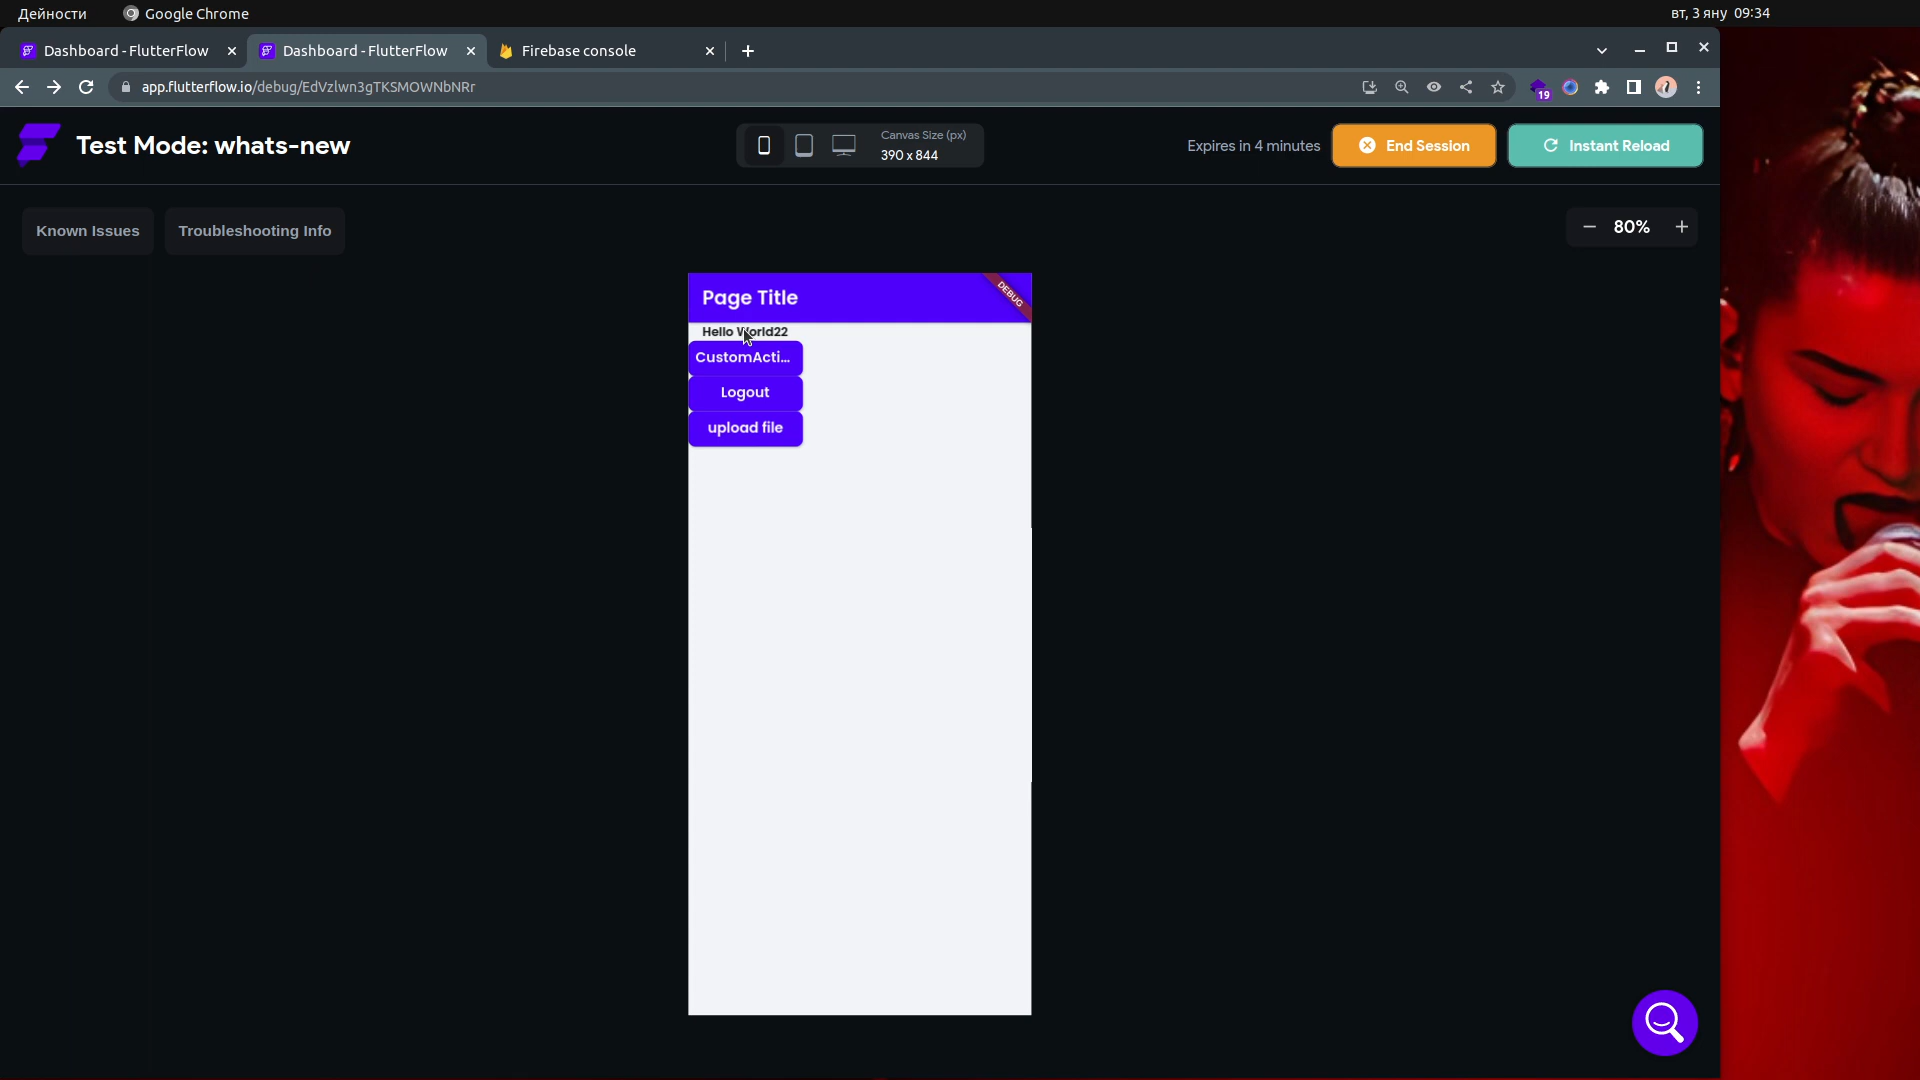 Дейности Google Chrome вт, 3 яну 09:34
Dashboard - FlutterFlow Dashboard - FlutterFlow Firebase console
app.flutterflow.io/debug/EdVzlwn3gTKSMOWNbNRr 19
Test Mode: whats-new
Canvas Size (px)
390 x 844
Expires in 4 minutes End Session Instant Reload
Known Issues Troubleshooting Info 80%
Page Title DEBUG
Hello World22
CustomActi...
Logout
upload file